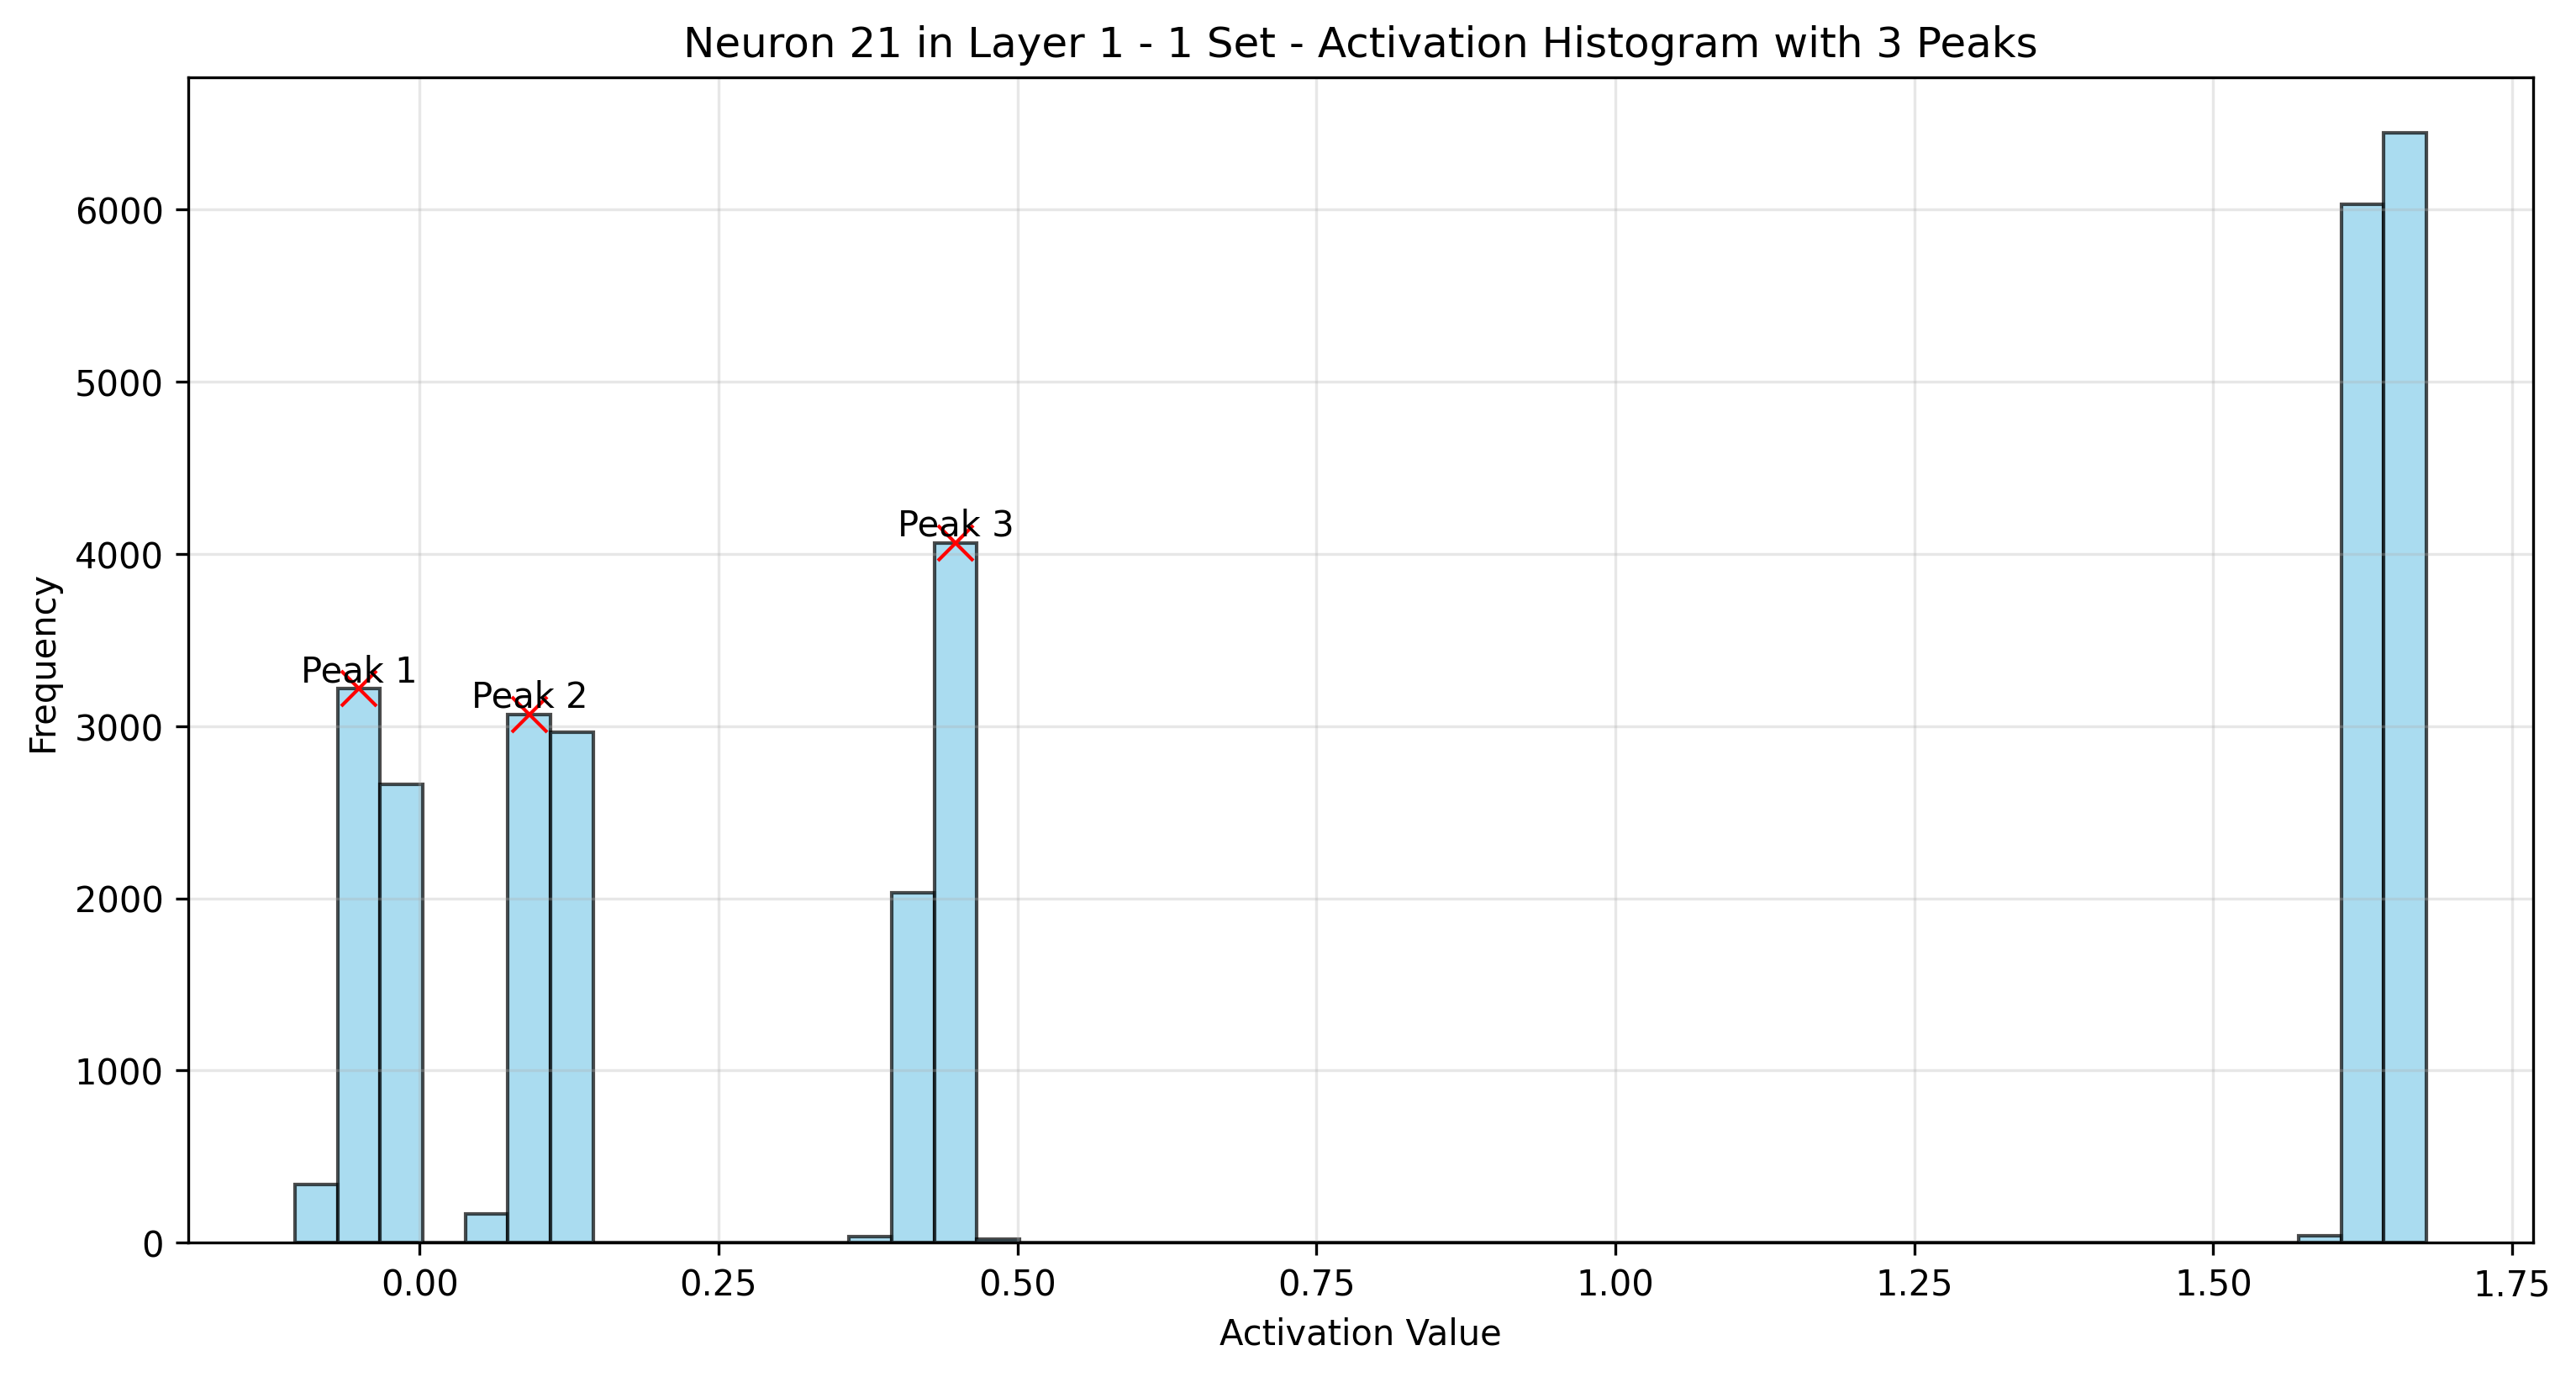 Neuron 21 in Layer 1 - 1 Set - Activation Histogram with 3 Peaks
Frequency
6000
5000
4000
3000
2000
1000
0
Peak 1
Peak 2
Peak 3
0.00 0.25 0.50 0.75 1.00 1.25 1.50 1.75
Activation Value